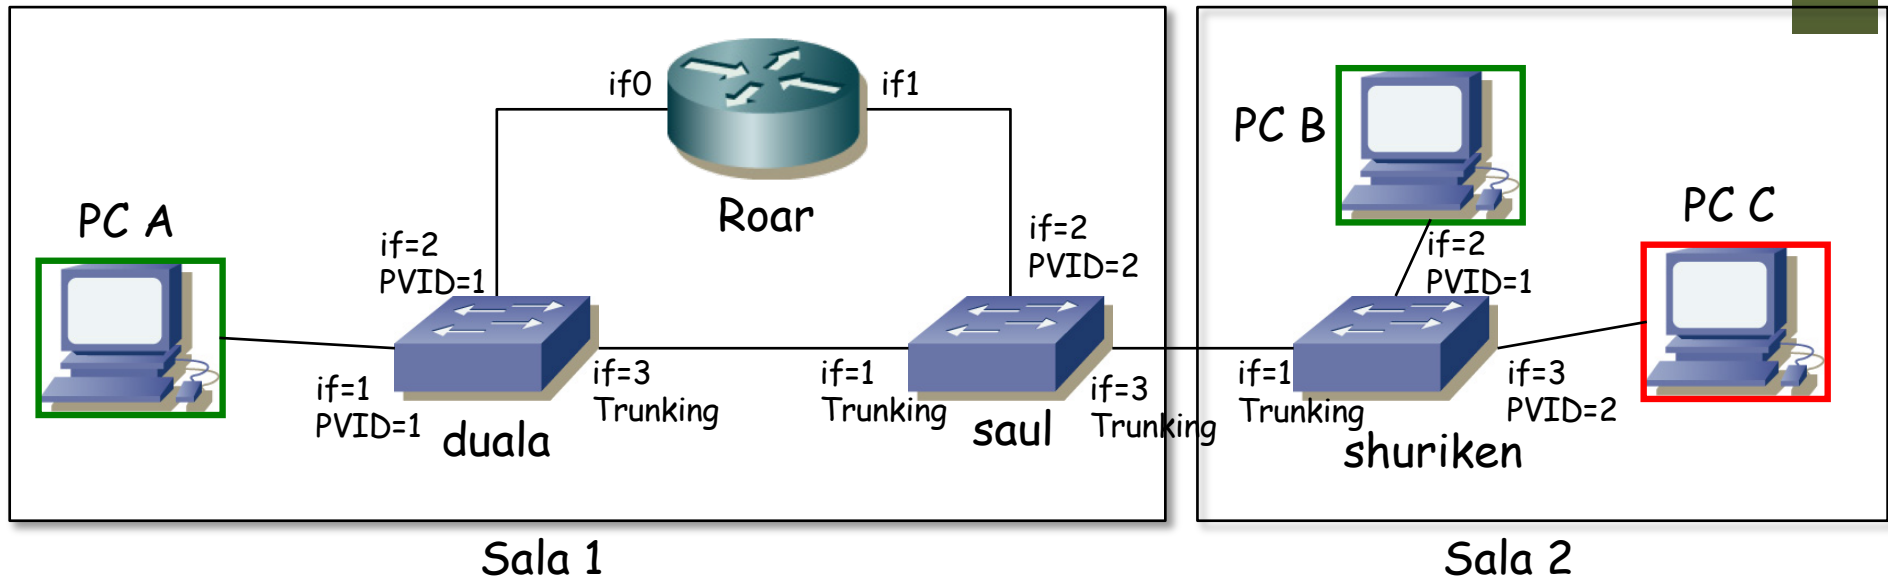 if0
if1
Roar
PC A
if=2
PVID=1
if=1
PVID=1
duala
if=3
Trunking
if=2
PVID=2
if=1
Trunking
saul
if=3
Trunking
Sala 1
PC B
PC C
if=2
PVID=1
if=1
Trunking
if=3
PVID=2
shuriken
Sala 2